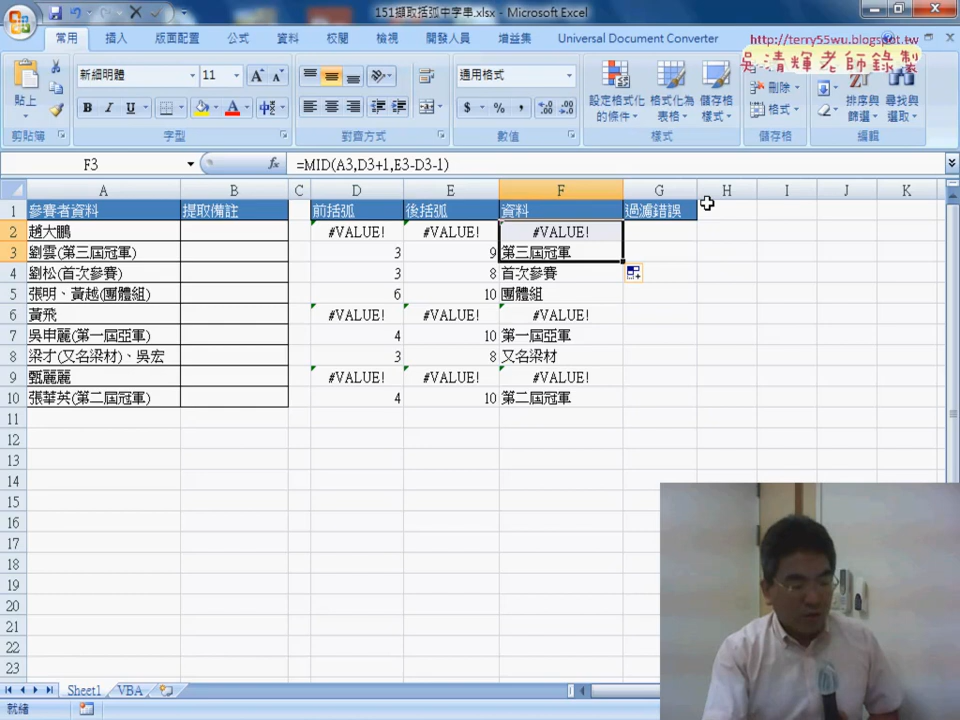 151擷取括弧中字串.xlsx - Microsoft Excel
常用 插入 版面配置 公式 資料 校閱 檢視 開發人員 增益集 Universal Document Converter
http://terry55wu.blogspot.tw
吳清輝老師錄製
貼上 新細明體 11 通用格式 設定格式化的條件 格式化為表格 儲存格樣式 刪除 格式 排序與篩選 尋找與選取
剪貼簿 字型 對齊方式 數值 樣式 儲存格 編輯
F3 fx =MID(A3,D3+1,E3-D3-1)
A B C D E F G H I J K
1 參賽者資料 提取備註 前括弧 後括弧 資料 過濾錯誤
2 趙大鵬 #VALUE! #VALUE! #VALUE!
3 劉雲(第三屆冠軍) 3 9 第三屆冠軍
4 劉松(首次參賽) 3 8 首次參賽
5 張明、黃越(團體組) 6 10 團體組
6 黃飛 #VALUE! #VALUE! #VALUE!
7 吳申麗(第一屆亞軍) 4 10 第一屆亞軍
8 梁才(又名梁材)、吳宏 3 8 又名梁材
9 甄麗麗 #VALUE! #VALUE! #VALUE!
10 張華英(第二屆冠軍) 4 10 第二屆冠軍
11
12
13
14
15
16
17
18
19
20
21
22
23
Sheet1 VBA
就緒